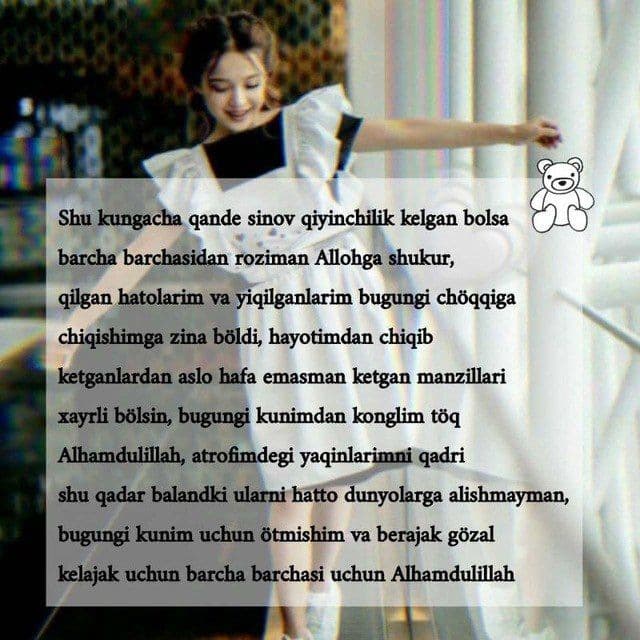 Shu kungacha qande sinov qiyinchilik kelgan bolsa
barcha barchasidan roziman Allohga shukur,
qilgan hatolarim va yiqilganlarim bugungi chöqqiga
chiqishimga zina böldi, hayotimdan chiqib
ketganlardan aslo hafa emasman ketgan manzillari
xayrli bölsin, bugungi kunimdan konglim töq
Alhamdulillah, atrofimdegi yaqinlarimni qadri
shu qadar balandki ularni hatto dunyolarga alishmayman,
bugungi kunim uchun ötmishim va berajak gözal
kelajak uchun barcha barchasi uchun Alhamdulillah